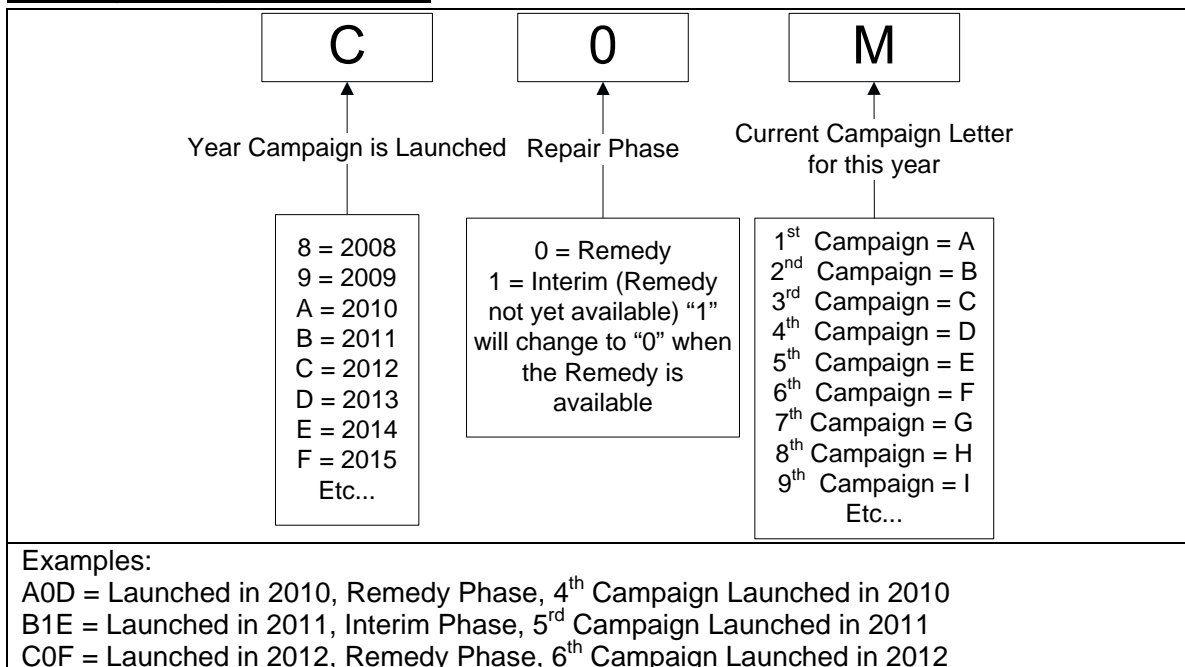 C 0 M
Year Campaign is Launched
Repair Phase
Current Campaign Letter
for this year
8 = 2008
9 = 2009
A = 2010
B = 2011
C = 2012
D = 2013
E = 2014
F = 2015
Etc...
0 = Remedy
1 = Interim (Remedy
not yet available) “1”
will change to “0” when
the Remedy is
available
1st Campaign = A
2nd Campaign = B
3rd Campaign = C
4th Campaign = D
5th Campaign = E
6th Campaign = F
7th Campaign = G
8th Campaign = H
9th Campaign = I
Etc...
Examples:
A0D = Launched in 2010, Remedy Phase, 4th Campaign Launched in 2010
B1E = Launched in 2011, Interim Phase, 5rd Campaign Launched in 2011
C0F = Launched in 2012, Remedy Phase, 6th Campaign Launched in 2012